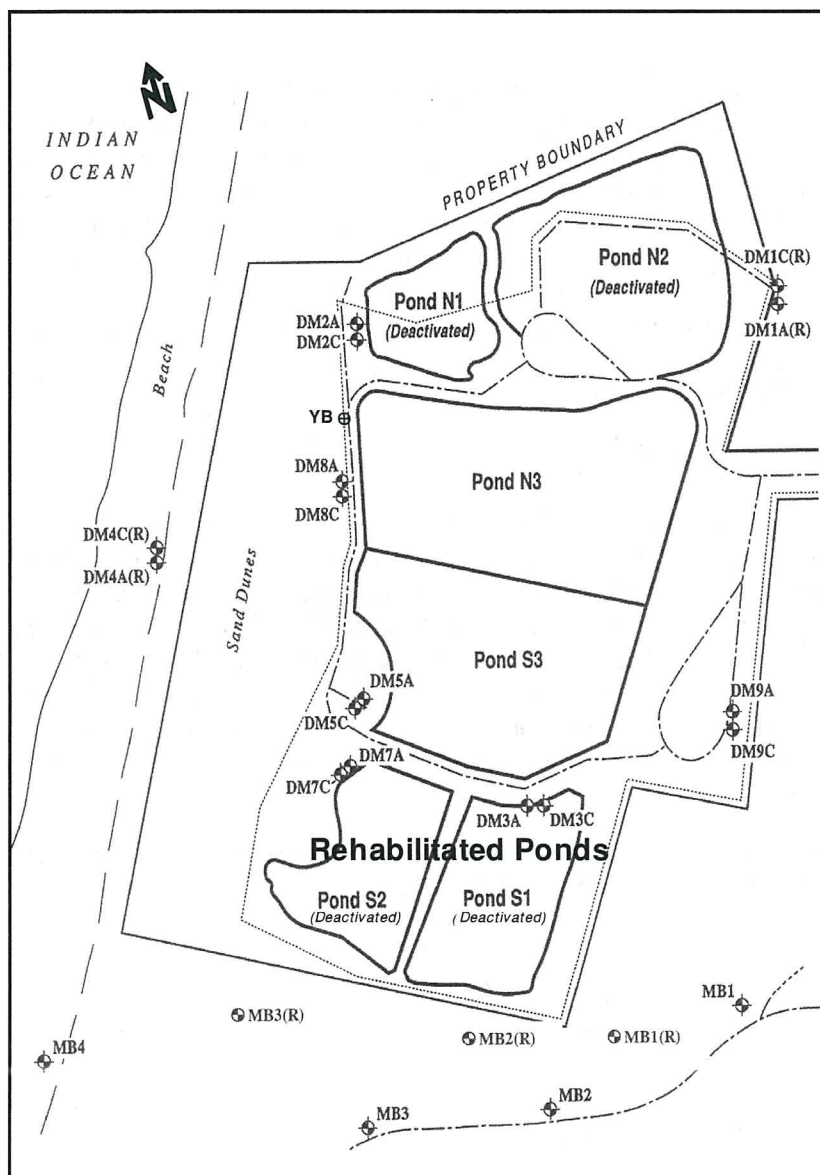 N
INDIAN
OCEAN
PROPERTY BOUNDARY
Pond N2
(Deactivated)
DM1C(R)
DM1A(R)
Pond N1
(Deactivated)
DM2A
DM2C
Beach
YB
DM8A
DM8C
Pond N3
DM4C(R)
DM4A(R)
Sand Dunes
Pond S3
DM5A
DM5C
DM9A
DM9C
DM7A
DM7C
DM3A
DM3C
Rehabilitated Ponds
Pond S2
(Deactivated)
Pond S1
( Deactivated)
MB1
MB3(R)
MB2(R)
MB1(R)
MB4
MB2
MB3